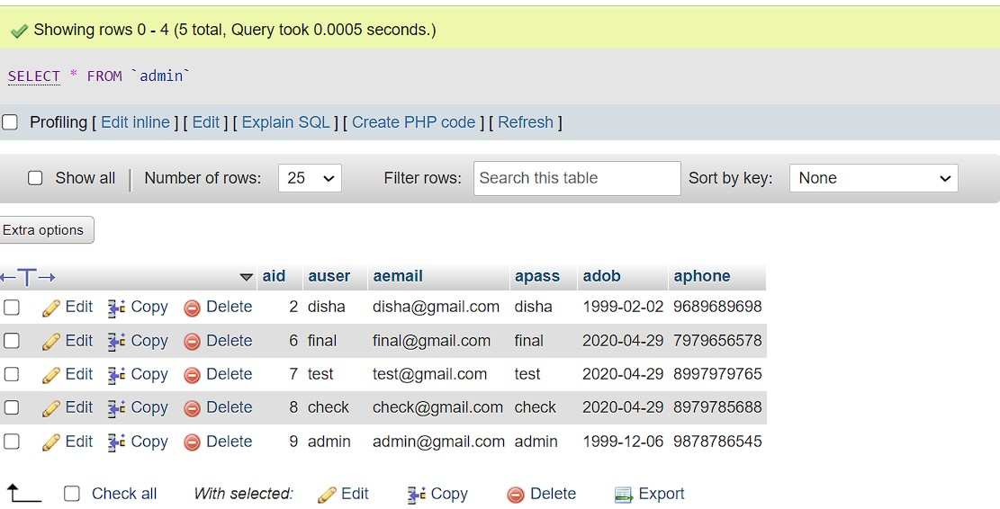 Showing rows 0 - 4 (5 total, Query took 0.0005 seconds.)
SELECT * FROM `admin`
Profiling [ Edit inline ] [ Edit ] [ Explain SQL ] [ Create PHP code ] [ Refresh ]
Show all Number of rows: 25 Filter rows: Search this table Sort by key: None
Extra options
aid auser aemail apass adob aphone
Edit Copy Delete 2 disha disha@gmail.com disha 1999-02-02 9689689698
Edit Copy Delete 6 final final@gmail.com final 2020-04-29 7979656578
Edit Copy Delete 7 test test@gmail.com test 2020-04-29 8997979765
Edit Copy Delete 8 check check@gmail.com check 2020-04-29 8979785688
Edit Copy Delete 9 admin admin@gmail.com admin 1999-12-06 9878786545
Check all With selected: Edit Copy Delete Export